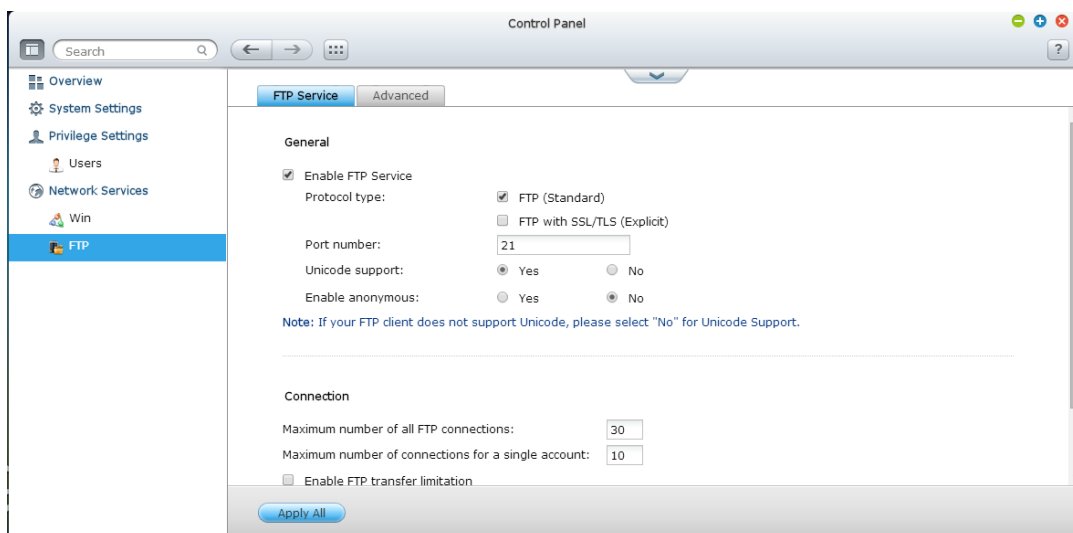 Control Panel
Search
?
Overview
System Settings
Privilege Settings
Users
Network Services
Win
FTP
FTP Service Advanced
General
Enable FTP Service
Protocol type: FTP (Standard)
FTP with SSL/TLS (Explicit)
Port number: 21
Unicode support: Yes No
Enable anonymous: Yes No
Note: If your FTP client does not support Unicode, please select "No" for Unicode Support.
Connection
Maximum number of all FTP connections: 30
Maximum number of connections for a single account: 10
Enable FTP transfer limitation
Apply All